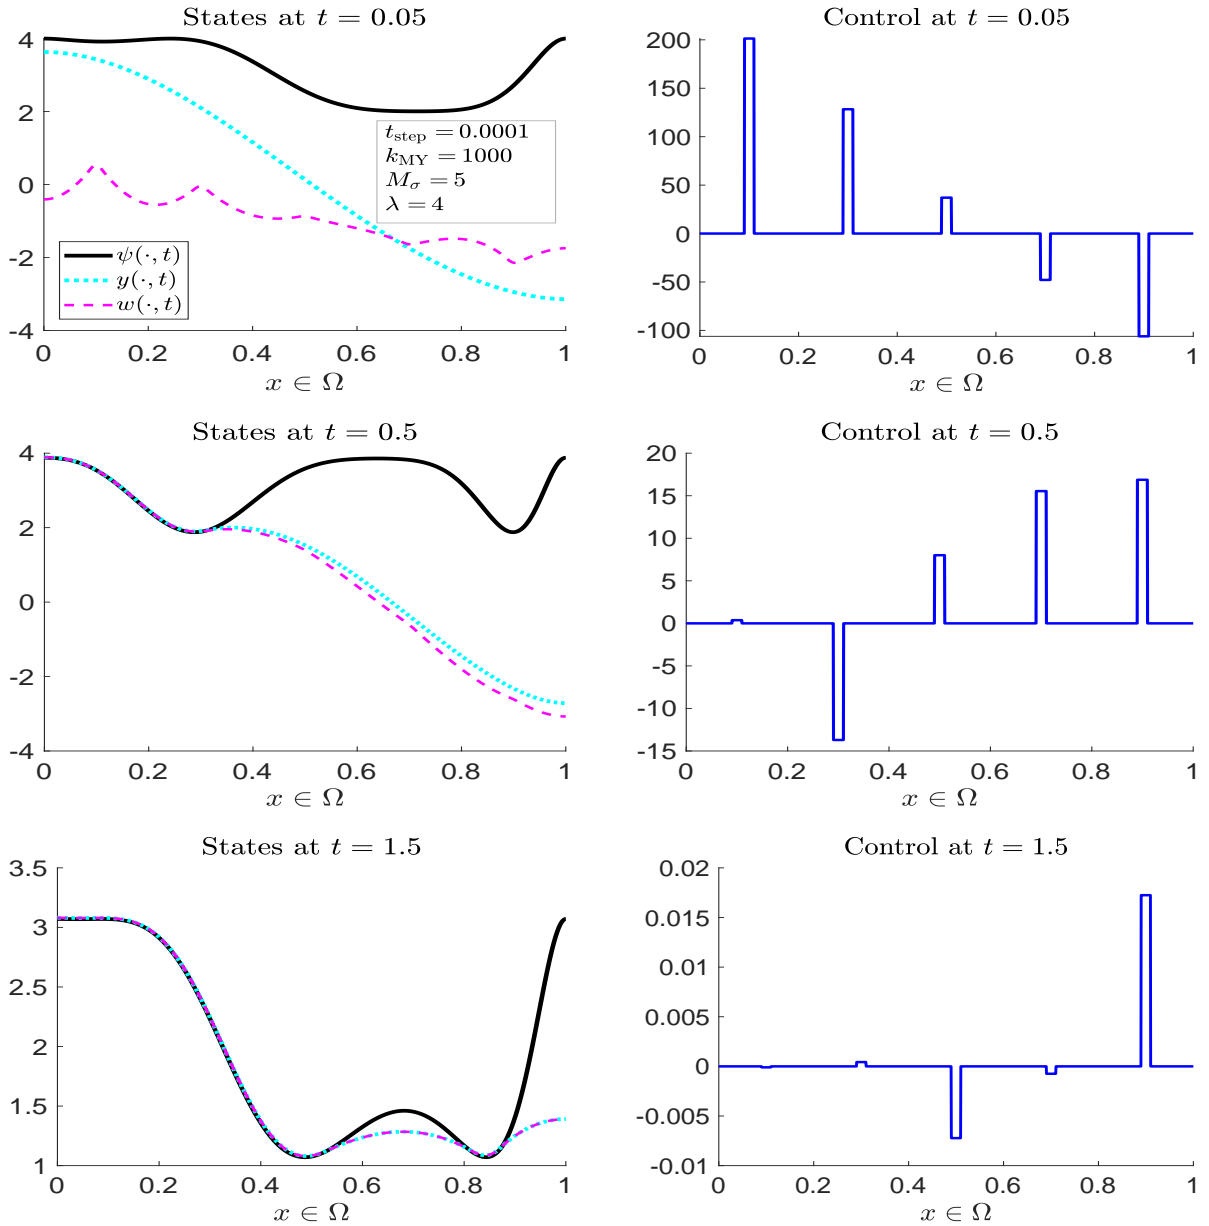 States at t = 0.05
4
2
0
-2
-4
t_step = 0.0001
k_MY = 1000
M_σ = 5
λ = 4
ψ(·, t)
y(·, t)
w(·, t)
0 0.2 0.4 0.6 0.8 1
x ∈ Ω
Control at t = 0.05
200
150
100
50
0
-50
-100
0 0.2 0.4 0.6 0.8 1
x ∈ Ω
States at t = 0.5
4
2
0
-2
-4
0 0.2 0.4 0.6 0.8 1
x ∈ Ω
Control at t = 0.5
20
15
10
5
0
-5
-10
-15
0 0.2 0.4 0.6 0.8 1
x ∈ Ω
States at t = 1.5
3.5
3
2.5
2
1.5
1
0 0.2 0.4 0.6 0.8 1
x ∈ Ω
Control at t = 1.5
0.02
0.015
0.01
0.005
0
-0.005
-0.01
0 0.2 0.4 0.6 0.8 1
x ∈ Ω